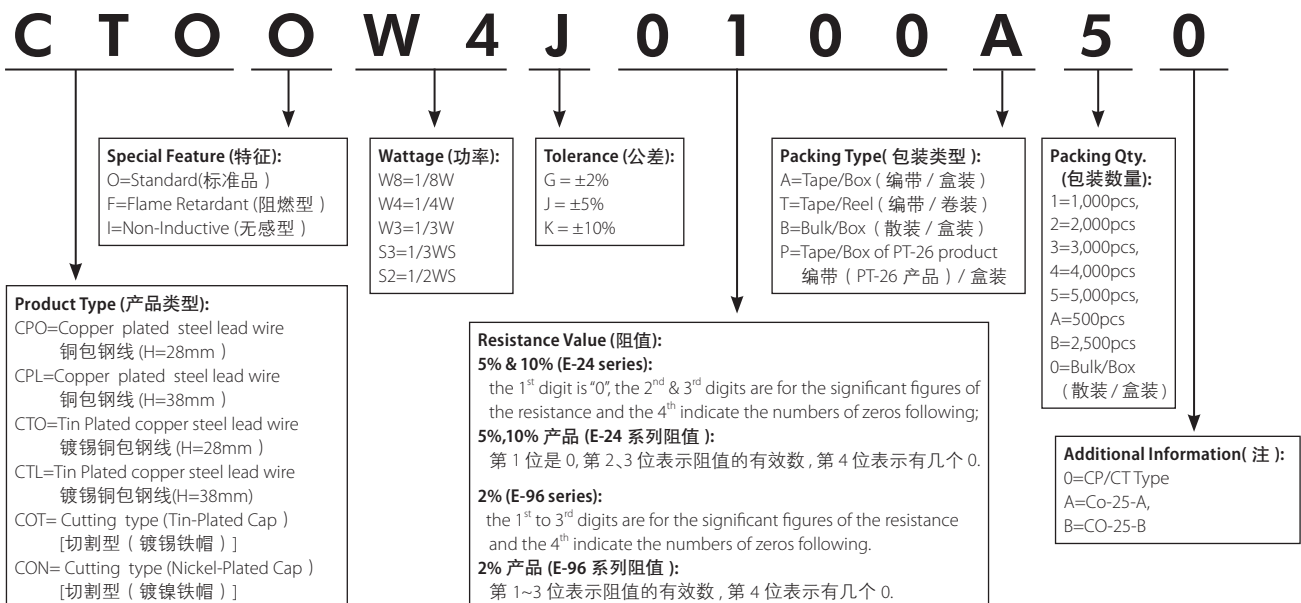 C T O O W 4 J 0 1 0 0 A 5 0
Special Feature (特征):
O=Standard(标准品)
F=Flame Retardant (阻燃型)
I=Non-Inductive (无感型)
Wattage (功率):
W8=1/8W
W4=1/4W
W3=1/3W
S3=1/3WS
S2=1/2WS
Tolerance (公差):
G = ±2%
J = ±5%
K = ±10%
Packing Type( 包装类型 ):
A=Tape/Box ( 编带 / 盒装 )
T=Tape/Reel ( 编带 / 卷装 )
B=Bulk/Box ( 散装 / 盒装 )
P=Tape/Box of PT-26 product
编带 ( PT-26 产品 ) / 盒装
Packing Qty.
(包装数量):
1=1,000pcs,
2=2,000pcs
3=3,000pcs,
4=4,000pcs
5=5,000pcs,
A=500pcs
B=2,500pcs
0=Bulk/Box
( 散装 / 盒装 )
Product Type (产品类型):
CPO=Copper plated steel lead wire
铜包钢线 (H=28mm )
CPL=Copper plated steel lead wire
铜包钢线 (H=38mm )
CTO=Tin Plated copper steel lead wire
镀锡铜包钢线 (H=28mm )
CTL=Tin Plated copper steel lead wire
镀锡铜包钢线(H=38mm)
COT= Cutting type (Tin-Plated Cap )
[切割型 ( 镀锡铁帽 ) ]
CON= Cutting type (Nickel-Plated Cap )
[切割型 ( 镀镍铁帽 ) ]
Resistance Value (阻值):
5% & 10% (E-24 series):
the 1st digit is "0", the 2nd & 3rd digits are for the significant figures of
the resistance and the 4th indicate the numbers of zeros following;
5%,10% 产品 (E-24 系列阻值 ):
第 1 位是 0, 第 2、3 位表示阻值的有效数 , 第 4 位表示有几个 0.
2% (E-96 series):
the 1st to 3rd digits are for the significant figures of the resistance
and the 4th indicate the numbers of zeros following.
2% 产品 (E-96 系列阻值 ):
第 1~3 位表示阻值的有效数 , 第 4 位表示有几个 0.
Additional Information( 注 ):
0=CP/CT Type
A=Co-25-A,
B=CO-25-B